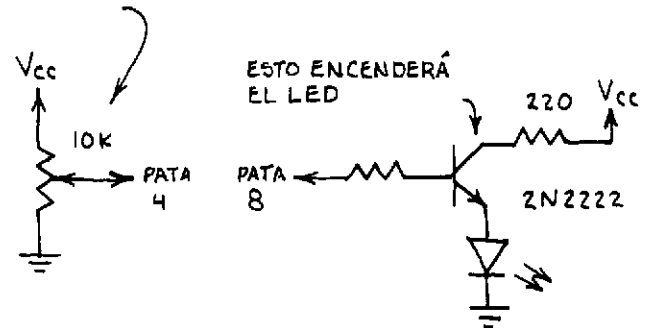 Vcc
10K
PATA
4
ESTO ENCENDERÁ
EL LED
PATA
8
220
Vcc
2N2222